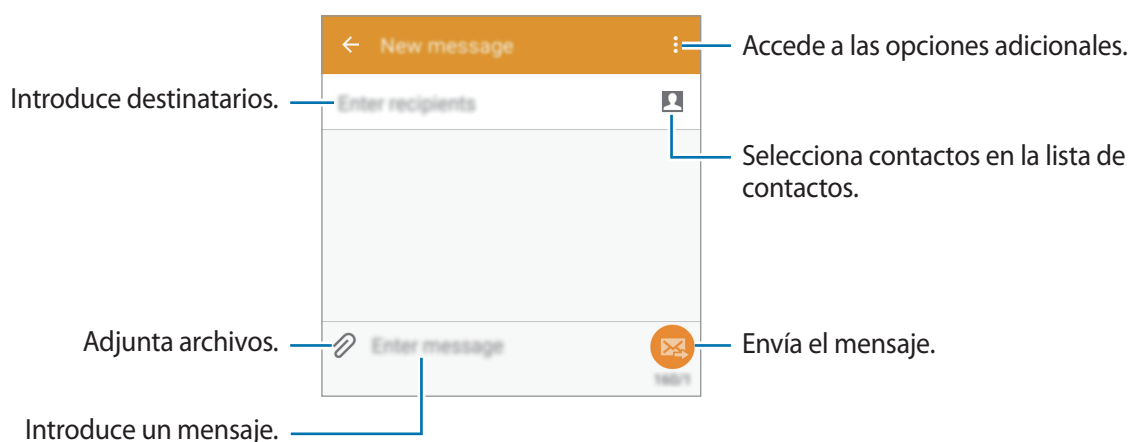 New message
Accede a las opciones adicionales.
Introduce destinatarios.
Enter recipients
Selecciona contactos en la lista de
contactos.
Adjunta archivos.
Enter message
Envía el mensaje.
160/1
Introduce un mensaje.